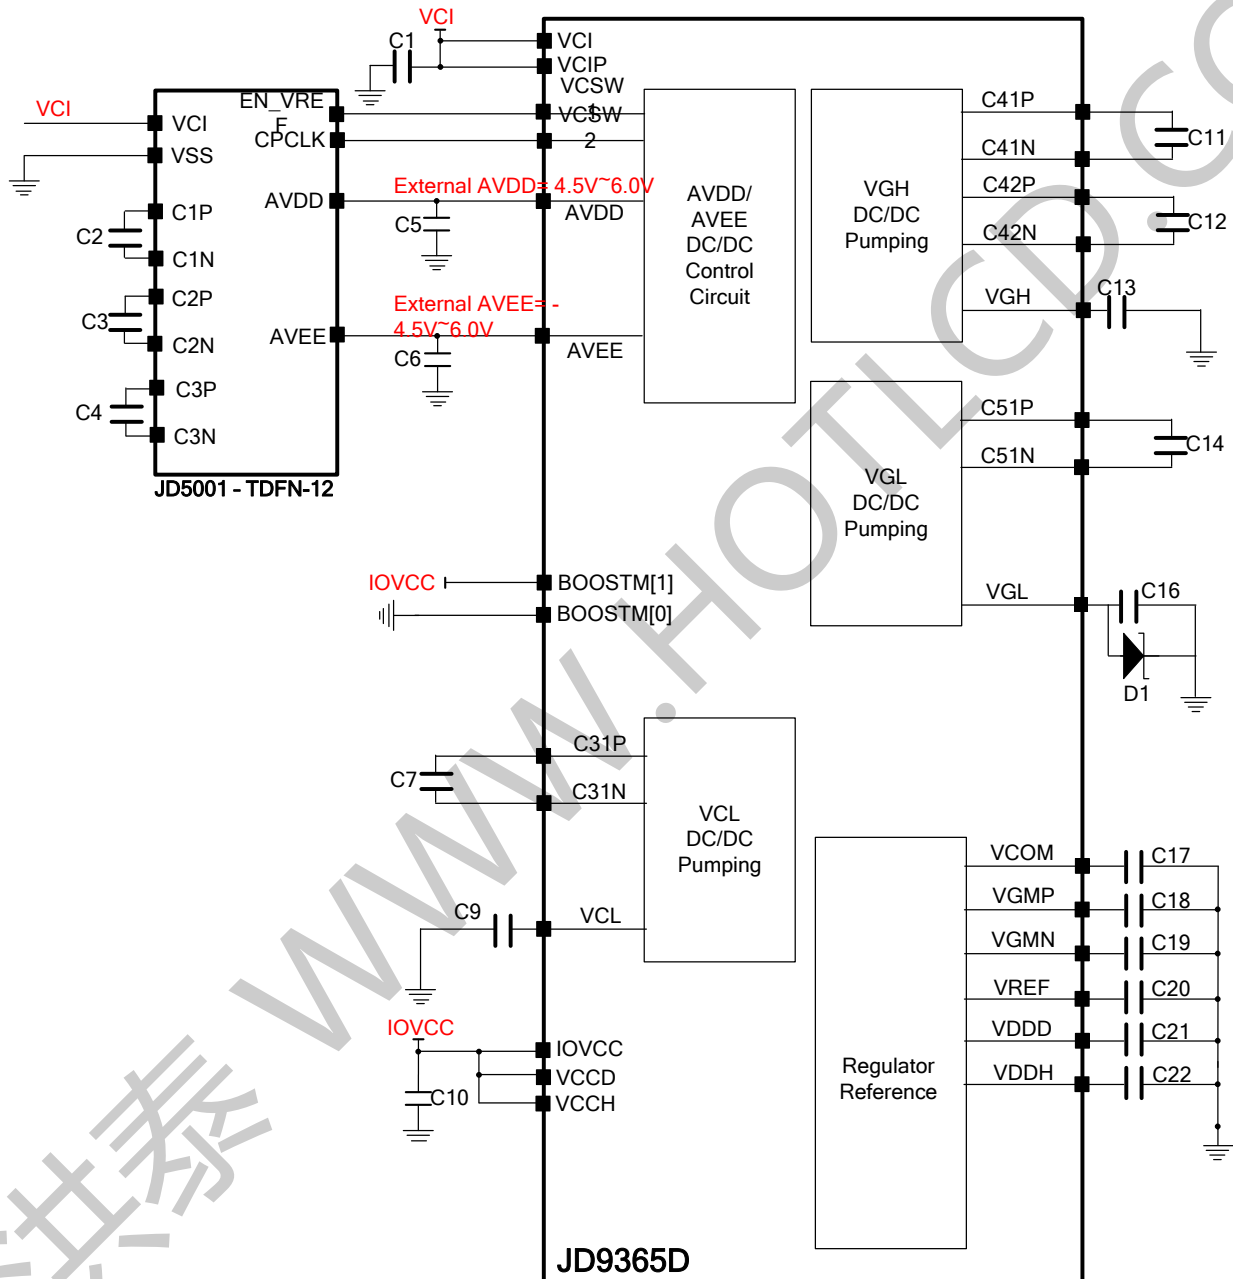 VCI
C1
VCI
VCIP
VCSW
1
VCSW
2
VCI
EN_VRE
F
VCI
CPCLK
VSS
External AVDD= 4.5V~6.0V
AVDD
AVDD
C5
C1P
C2
C1N
C2P
C3
C2N
External AVEE= -
4.5V~6.0V
AVEE
AVEE
C6
C3P
C4
C3N
JD5001 - TDFN-12
AVDD/
AVEE
DC/DC
Control
Circuit
VGH
DC/DC
Pumping
C41P
C11
C41N
C42P
C12
C42N
VGH
C13
VGL
DC/DC
Pumping
C51P
C14
C51N
VGL
C16
D1
IOVCC
BOOSTM[1]
BOOSTM[0]
C31P
C7
C31N
VCL
DC/DC
Pumping
C9
VCL
IOVCC
IOVCC
VCCD
C10
VCCH
Regulator
Reference
VCOM
C17
VGMP
C18
VGMN
C19
VREF
C20
VDDD
C21
VDDH
C22
JD9365D
洪泰 WWW.HOTLCD.CO